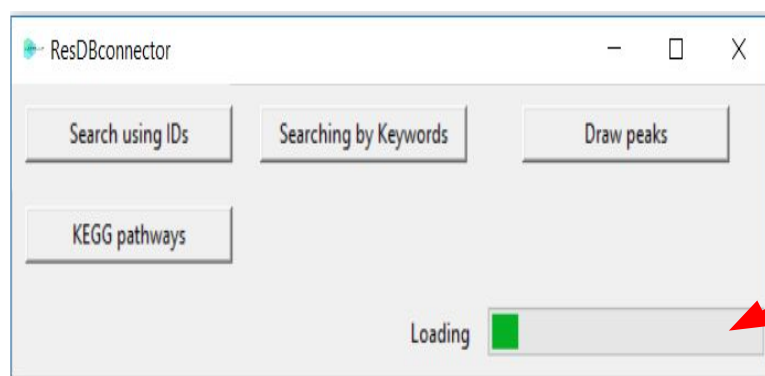 ResDBconnector
Search using IDs Searching by Keywords Draw peaks
KEGG pathways
Loading